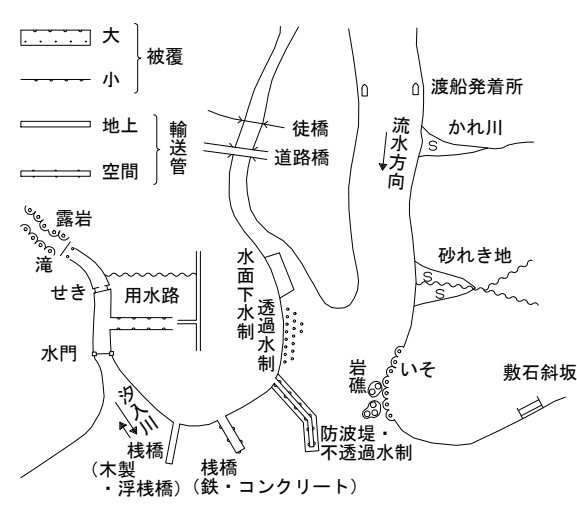 大
小
被覆
地上
空間
輸送管
渡船発着所
かれ川
徒橋
道路橋
流水方向
S
露岩
滝
せき
用水路
水面下水制
透過水制
砂れき地
S
S
水門
岩礁
いそ
敷石斜坂
汐入川
防波堤・
不透過水制
桟橋
（木製
・浮桟橋）
桟橋
（鉄・コンクリート）